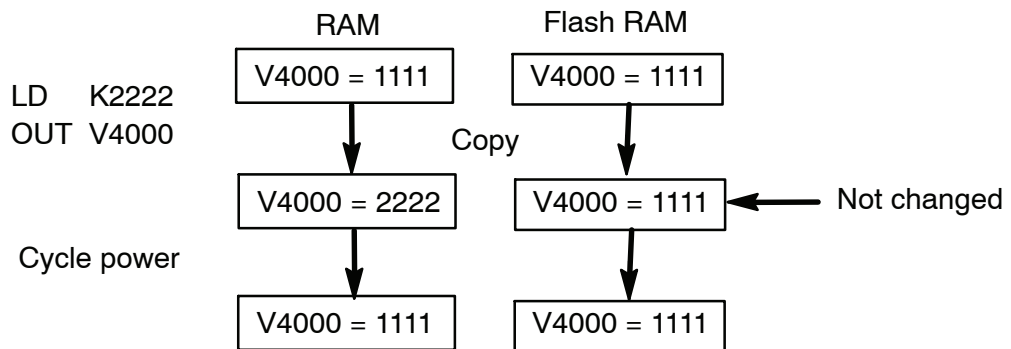 RAM
Flash RAM
V4000 = 1111
V4000 = 1111
LD K2222
OUT V4000
Copy
V4000 = 2222
V4000 = 1111
Not changed
Cycle power
V4000 = 1111
V4000 = 1111